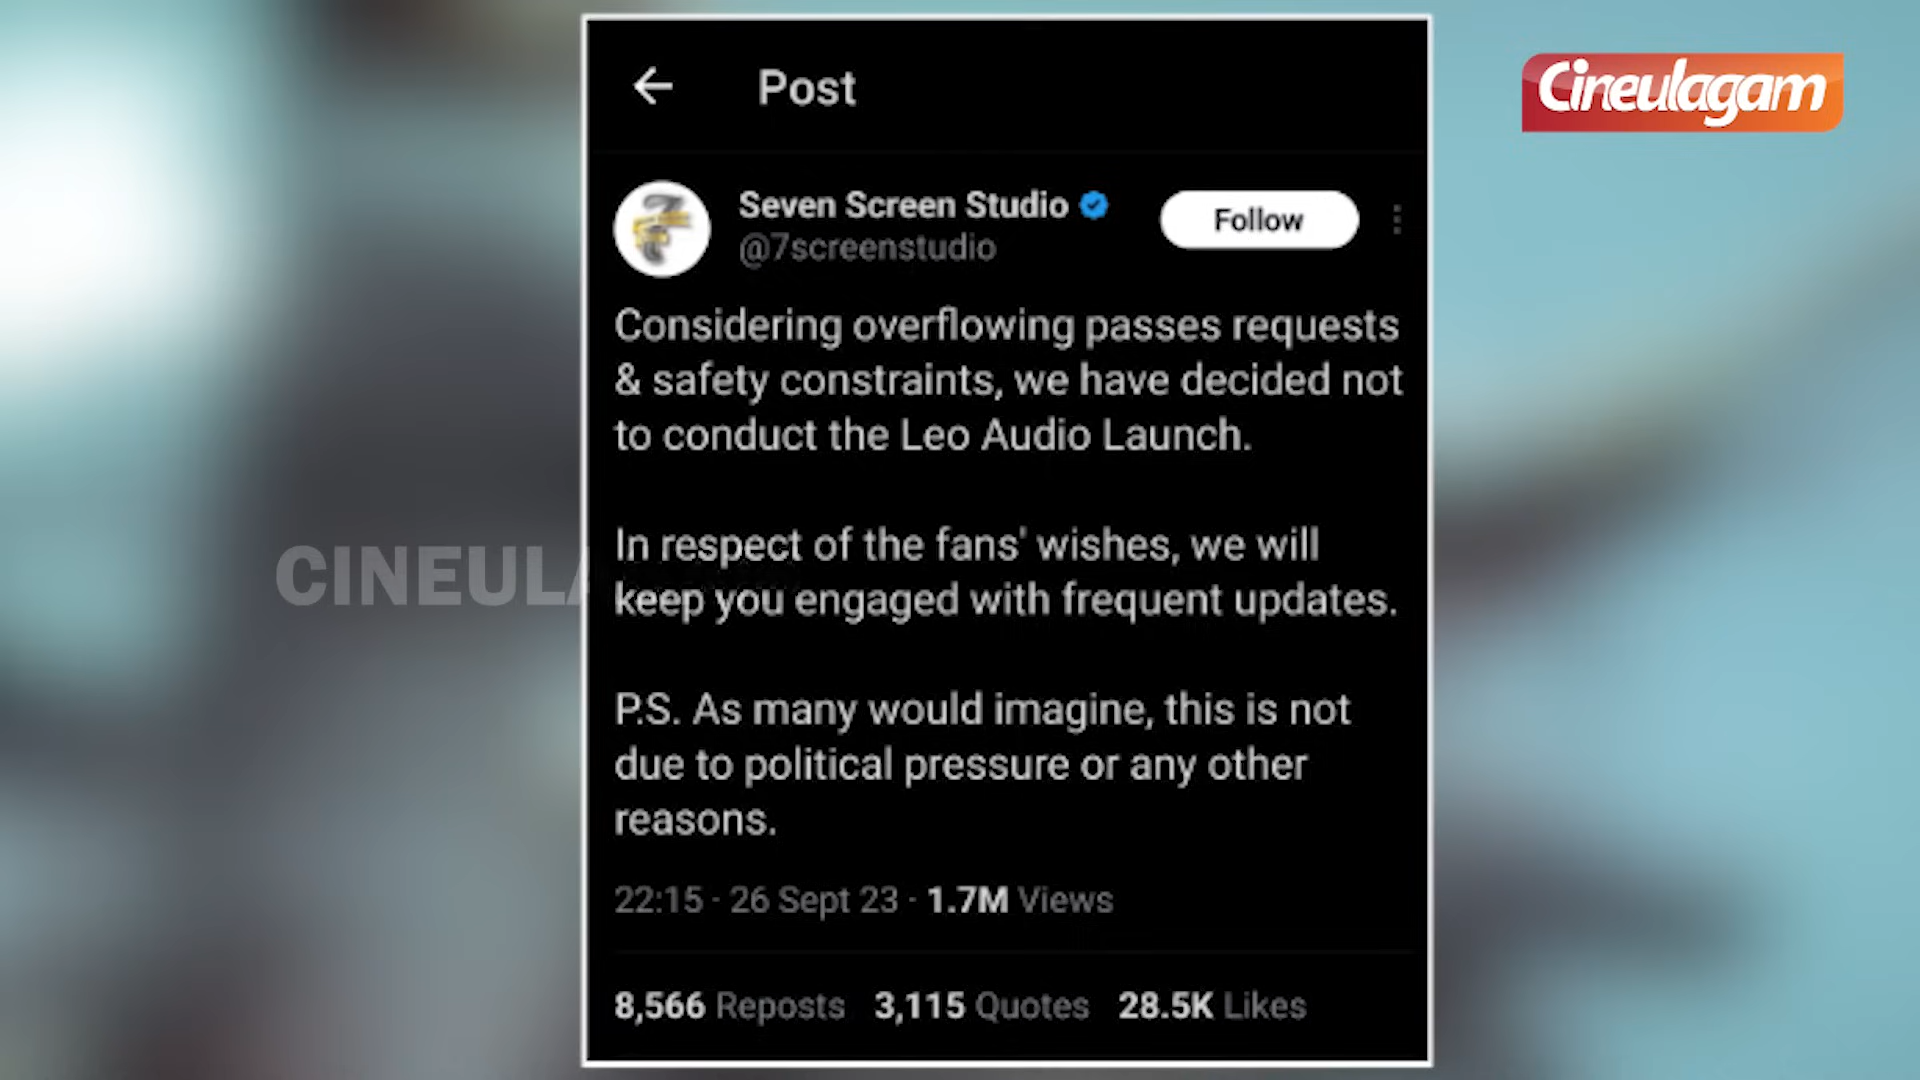 Post
Cineulagam
Seven Screen Studio
@7screenstudio
Follow
Considering overflowing passes requests
& safety constraints, we have decided not
to conduct the Leo Audio Launch.
In respect of the fans' wishes, we will
CINEULA
keep you engaged with frequent updates.
P.S. As many would imagine, this is not
due to political pressure or any other
reasons.
22:15 · 26 Sept 23 · 1.7M Views
8,566 Reposts 3,115 Quotes 28.5K Likes